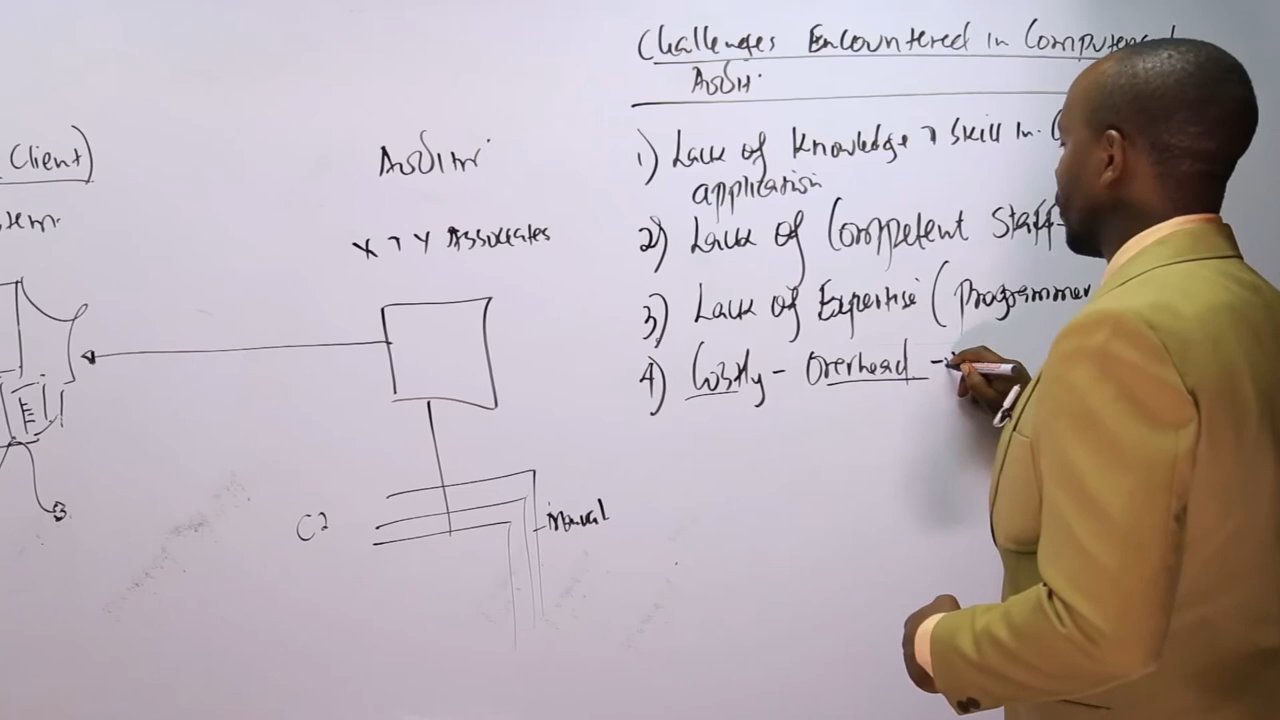 Client)
Auditor
X & Y Associates
C2
Manual
Challenges Encountered in Computerised
Audit.
1) Lack of knowledge & skill in
application
2) Lack of Competent Staff
3) Lack of Expertise (programmer
4) Costly - Overhead -